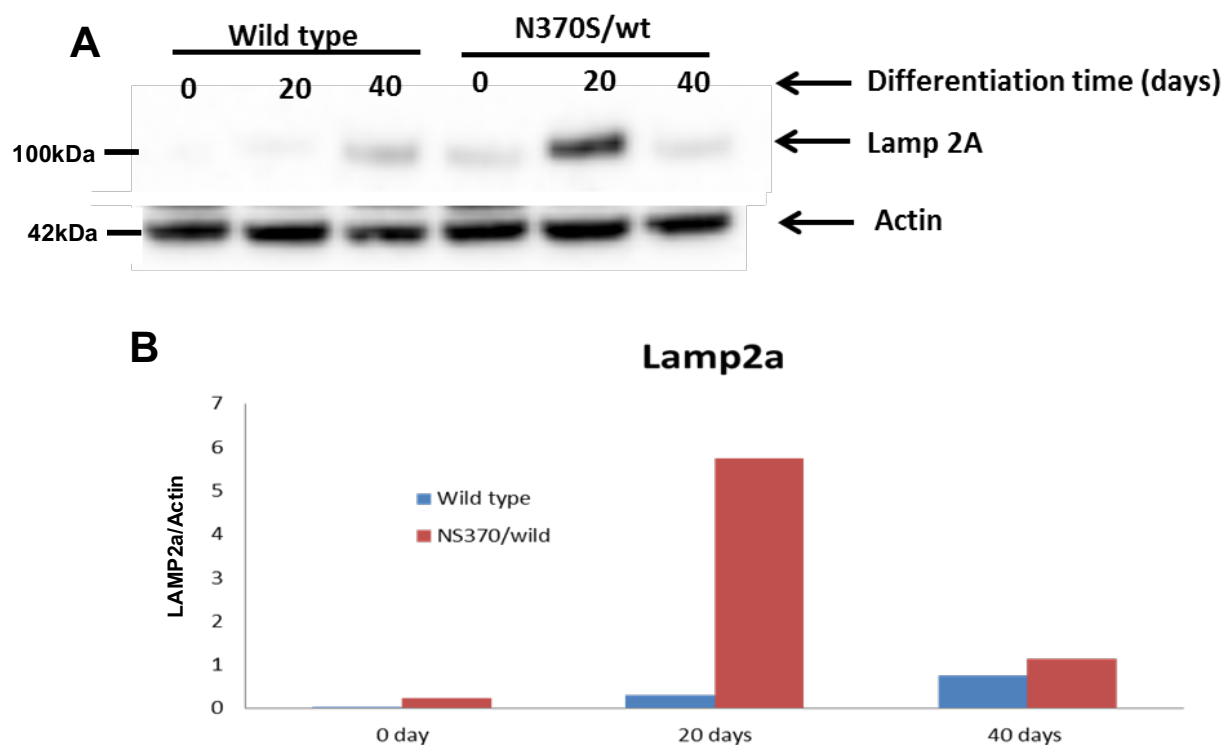 A
Wild type
N370S/wt
0 20 40 0 20 40 Differentiation time (days)
100kDa Lamp 2A
42kDa Actin
B
Lamp2a
7
6
5
4
3
2
1
0
LAMP2a/Actin
Wild type
NS370/wild
0 day 20 days 40 days